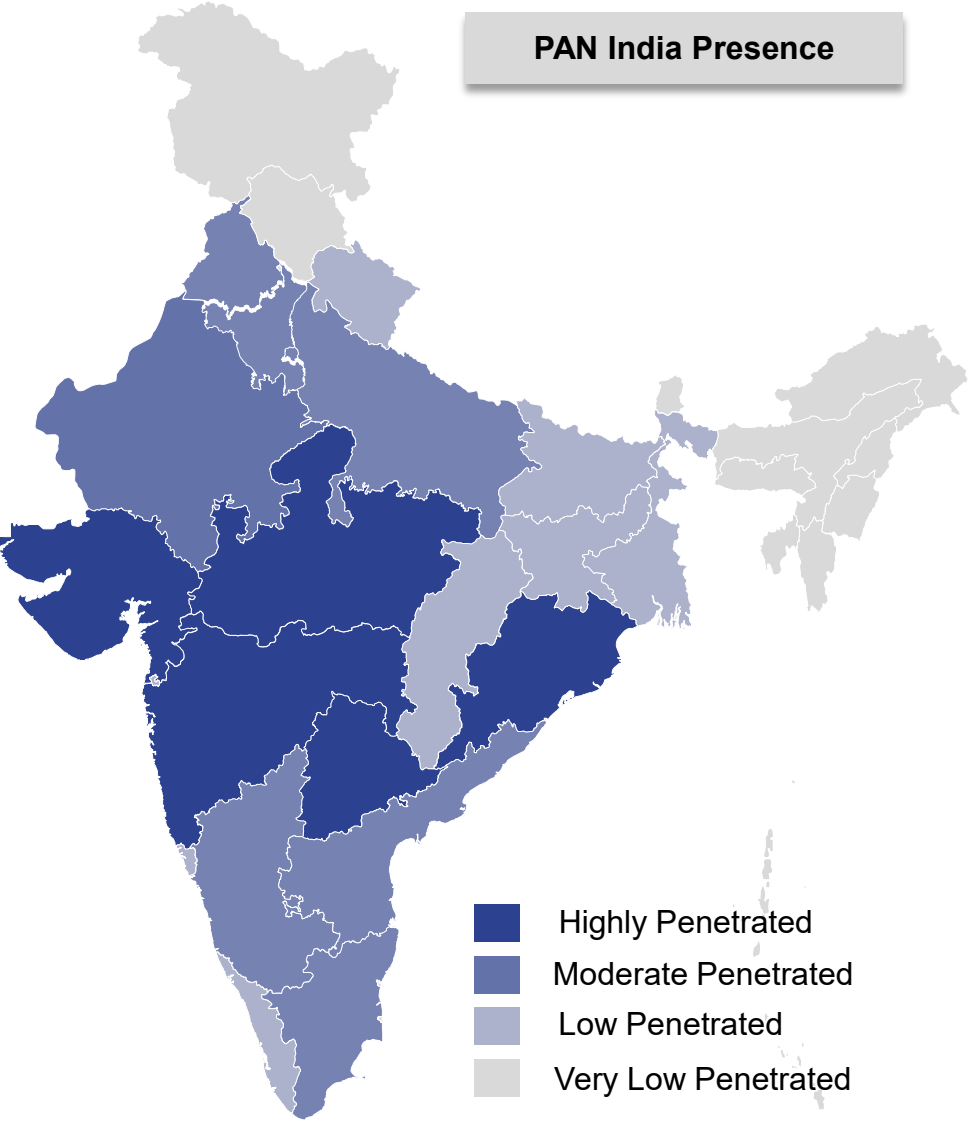 PAN India Presence
Highly Penetrated
Moderate Penetrated
Low Penetrated
Very Low Penetrated